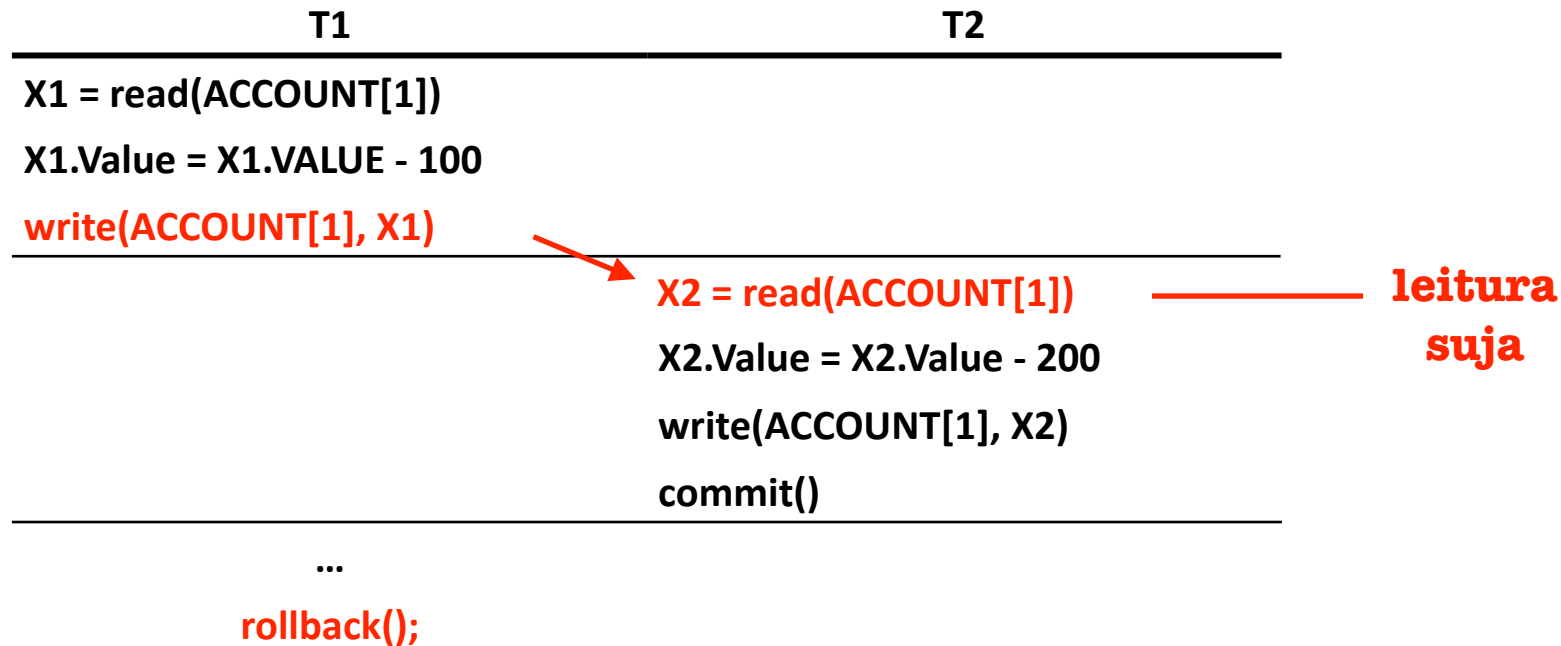 T1 T2
X1 = read(ACCOUNT[1])
X1.Value = X1.VALUE - 100
write(ACCOUNT[1], X1)
X2 = read(ACCOUNT[1])
leitura
suja
X2.Value = X2.Value - 200
write(ACCOUNT[1], X2)
commit()
...
rollback();